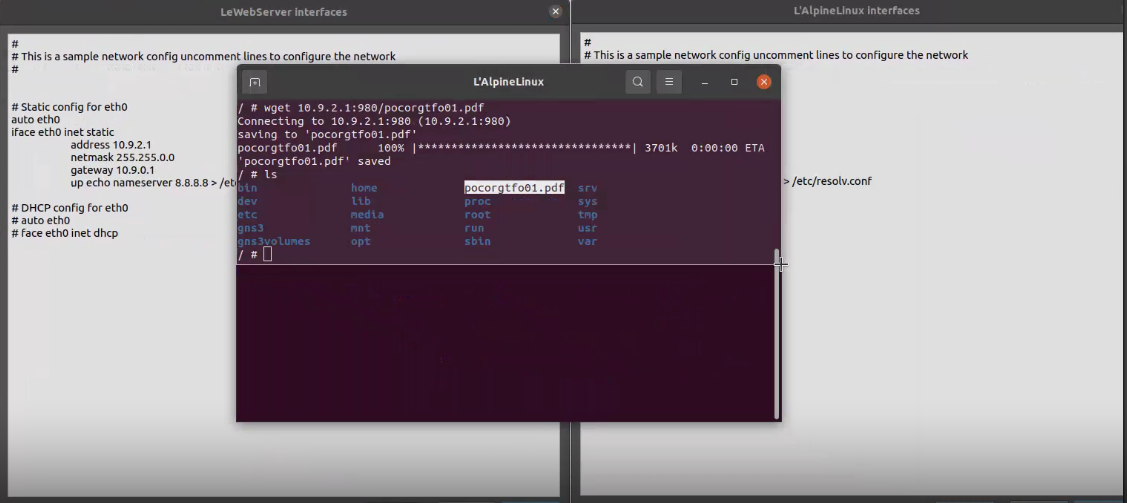 LeWebServer interfaces
#
# This is a sample network config uncomment lines to configure the network
#
# Static config for eth0
auto eth0
iface eth0 inet static
address 10.9.2.1
netmask 255.255.0.0
gateway 10.9.0.1
up echo nameserver 8.8.8.8 > /etc
# DHCP config for eth0
# auto eth0
# face eth0 inet dhcp
L'AlpineLinux interfaces
#
# This is a sample network config uncomment lines to configure the network
> /etc/resolv.conf
L'AlpineLinux
/ # wget 10.9.2.1:980/pocorgtfo01.pdf
Connecting to 10.9.2.1:980 (10.9.2.1:980)
saving to 'pocorgtfo01.pdf'
pocorgtfo01.pdf 100% |********************************| 3701k 0:00:00 ETA
'pocorgtfo01.pdf' saved
/ # ls
bin home pocorgtfo01.pdf srv
dev lib proc sys
etc media root tmp
gns3 mnt run usr
gns3volumes opt sbin var
/ #